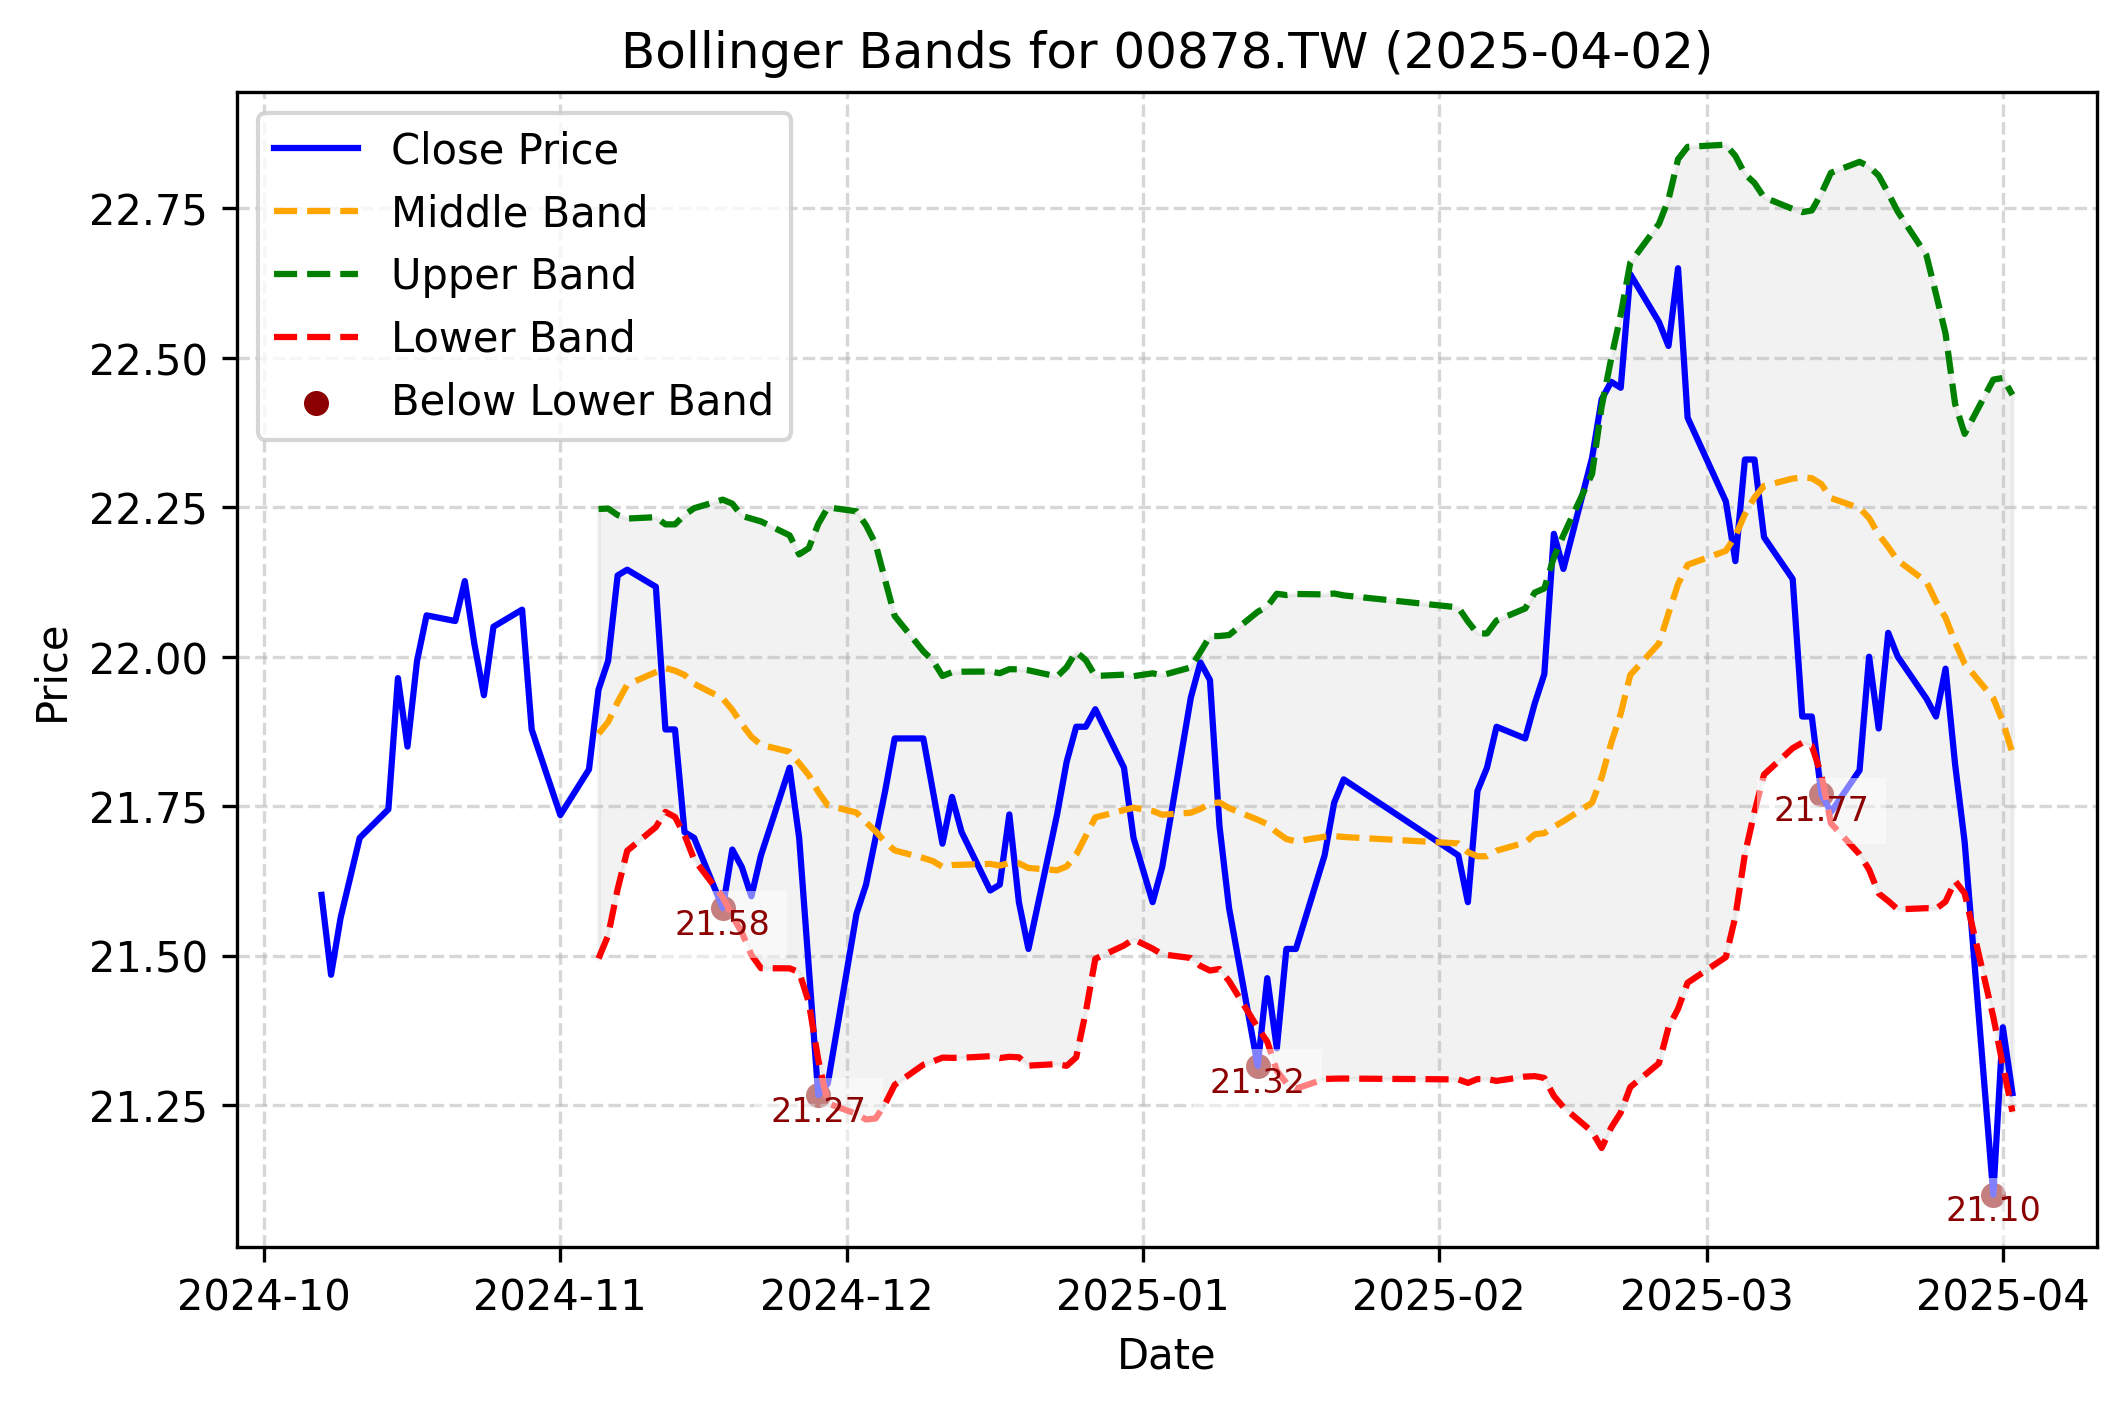 Bollinger Bands for 00878.TW (2025-04-02)
Close Price
Middle Band
Upper Band
Lower Band
Below Lower Band
22.75
22.50
22.25
22.00
21.75
21.50
21.25
Price
21.58
21.27
21.32
21.77
21.10
2024-10
2024-11
2024-12
2025-01
2025-02
2025-03
2025-04
Date